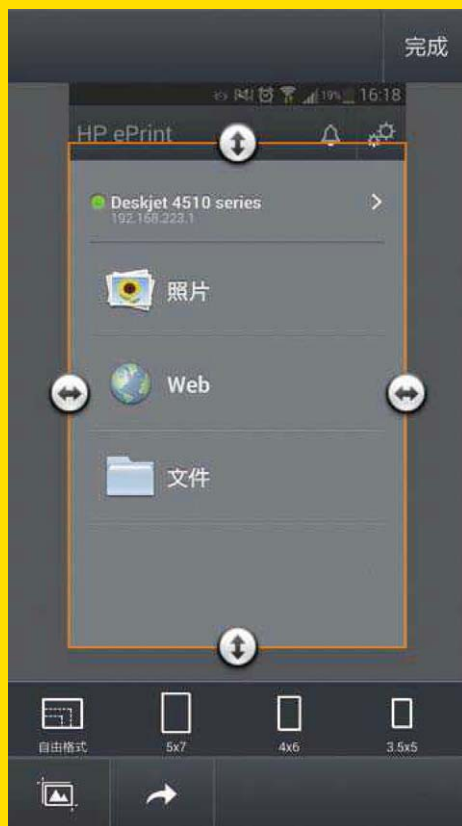 完成
19% 16:18
HP ePrint
Deskjet 4510 series
192.168.223.1
照片
Web
文件
自由格式
5x7
4x6
3.5x5